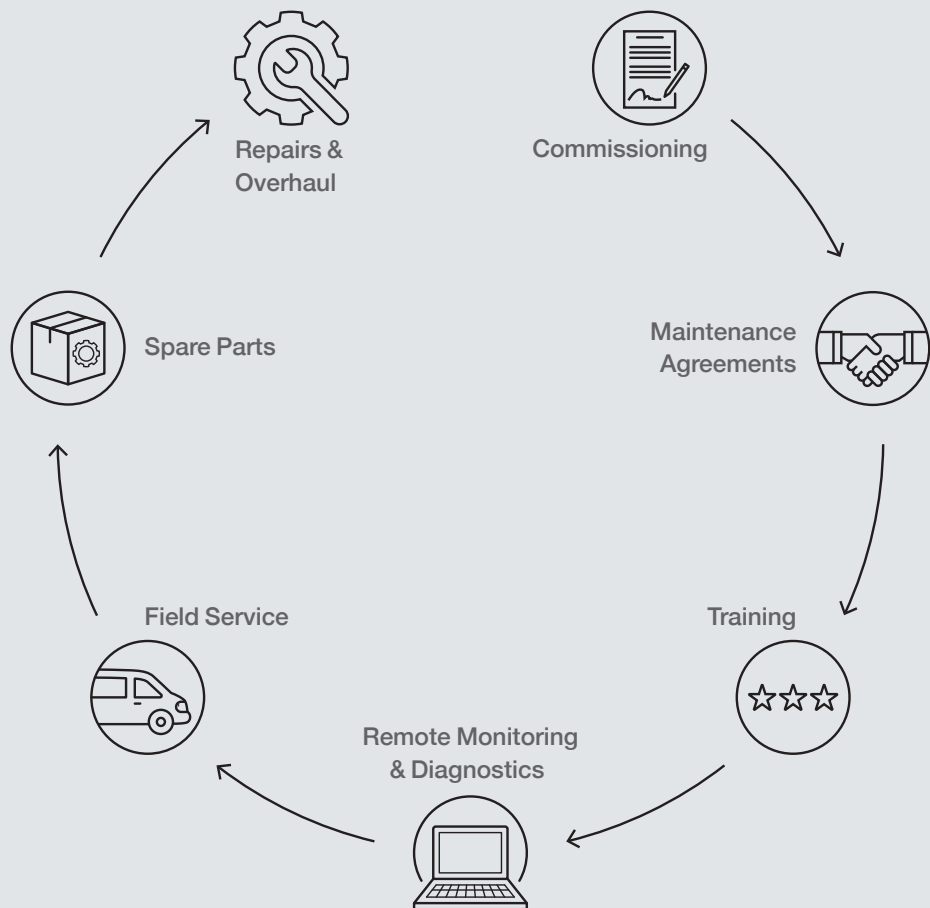 Repairs &
Overhaul
Commissioning
Spare Parts
Maintenance
Agreements
Field Service
Training
Remote Monitoring
& Diagnostics